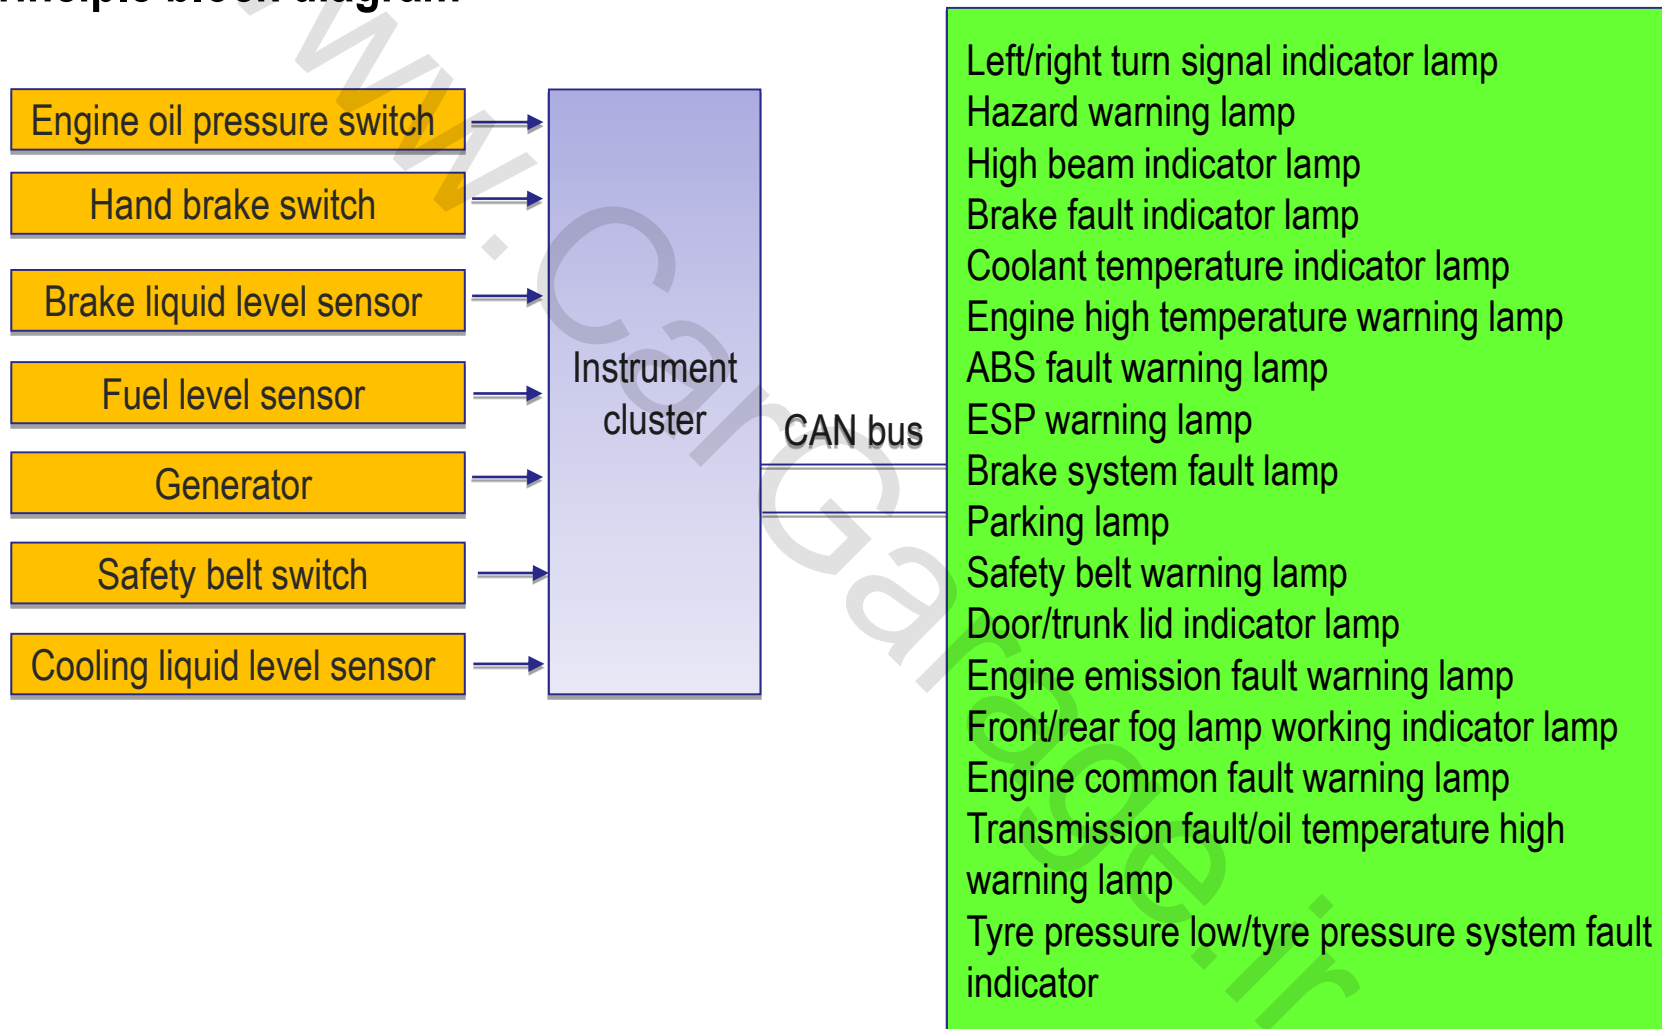 block diagram
Engine oil pressure switch
Hand brake switch
Brake liquid level sensor
Fuel level sensor
Generator
Safety belt switch
Cooling liquid level sensor
Instrument
cluster
CAN bus
Left/right turn signal indicator lamp
Hazard warning lamp
High beam indicator lamp
Brake fault indicator lamp
Coolant temperature indicator lamp
Engine high temperature warning lamp
ABS fault warning lamp
ESP warning lamp
Brake system fault lamp
Parking lamp
Safety belt warning lamp
Door/trunk lid indicator lamp
Engine emission fault warning lamp
Front/rear fog lamp working indicator lamp
Engine common fault warning lamp
Transmission fault/oil temperature high
warning lamp
Tyre pressure low/tyre pressure system fault
indicator
www.CarGarage.ir